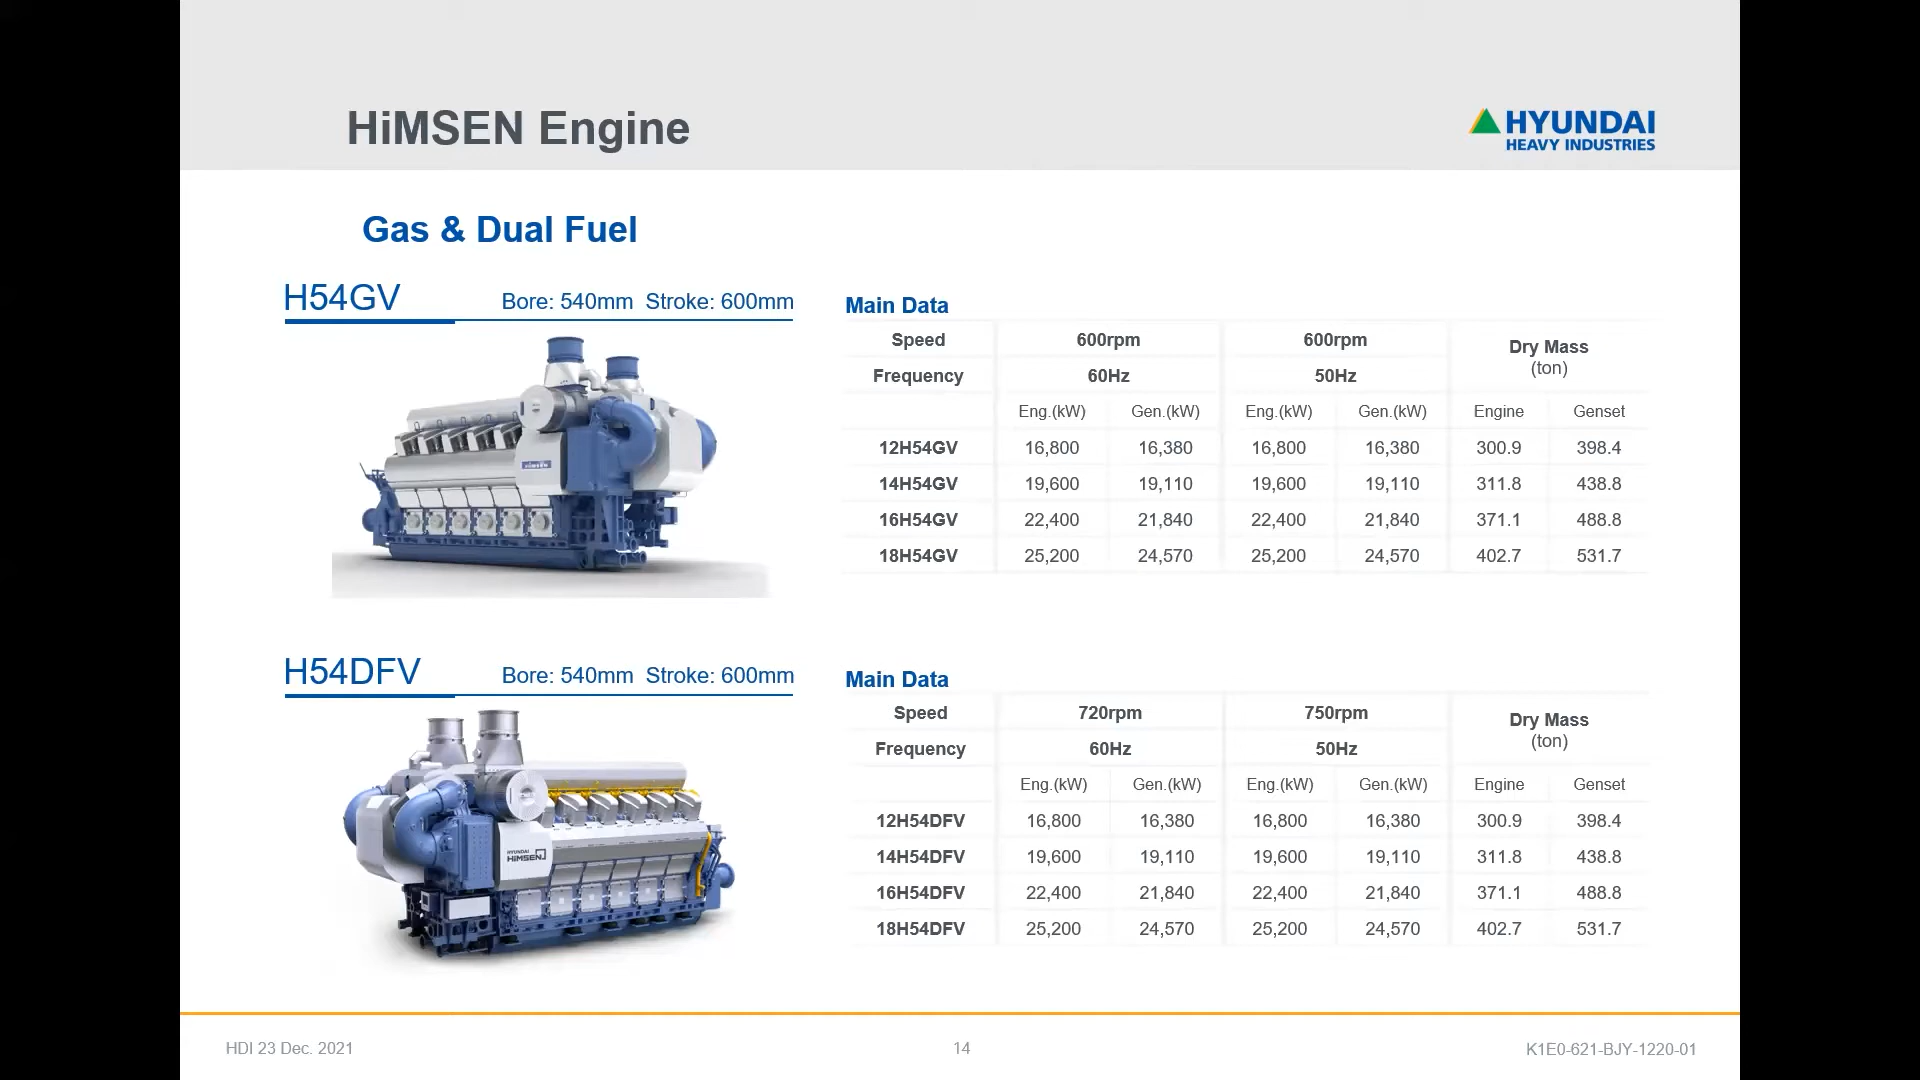 HiMSEN Engine
HYUNDAI
HEAVY INDUSTRIES
Gas & Dual Fuel
H54GV Bore: 540mm Stroke: 600mm
HiMSEN
Main Data
Speed 600rpm 600rpm Dry Mass (ton)
Frequency 60Hz 50Hz
Eng.(kW) Gen.(kW) Eng.(kW) Gen.(kW) Engine Genset
12H54GV 16,800 16,380 16,800 16,380 300.9 398.4
14H54GV 19,600 19,110 19,600 19,110 311.8 438.8
16H54GV 22,400 21,840 22,400 21,840 371.1 488.8
18H54GV 25,200 24,570 25,200 24,570 402.7 531.7
H54DFV Bore: 540mm Stroke: 600mm
HYUNDAI
HiMSEN
Main Data
Speed 720rpm 750rpm Dry Mass (ton)
Frequency 60Hz 50Hz
Eng.(kW) Gen.(kW) Eng.(kW) Gen.(kW) Engine Genset
12H54DFV 16,800 16,380 16,800 16,380 300.9 398.4
14H54DFV 19,600 19,110 19,600 19,110 311.8 438.8
16H54DFV 22,400 21,840 22,400 21,840 371.1 488.8
18H54DFV 25,200 24,570 25,200 24,570 402.7 531.7
HDI 23 Dec. 2021 14 K1E0-621-BJY-1220-01